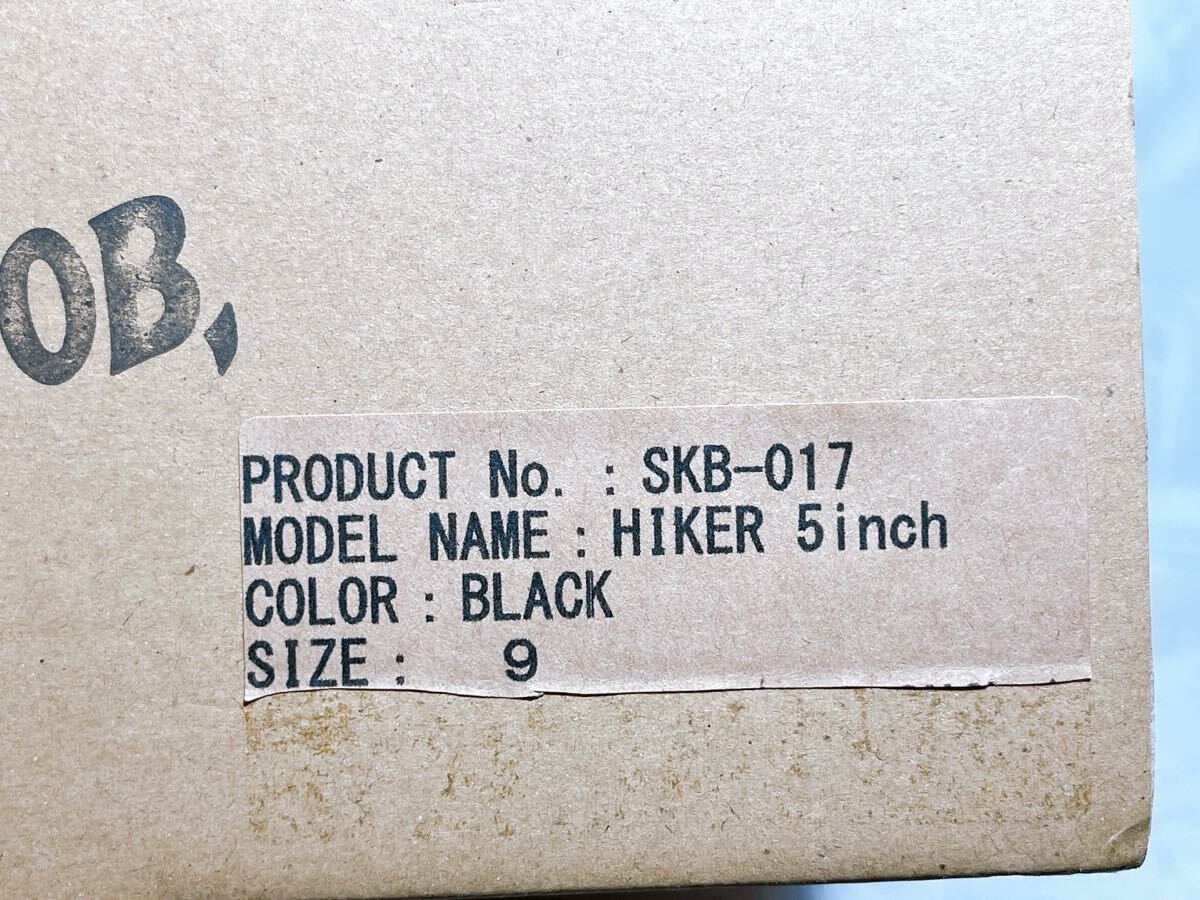 OB,
PRODUCT No. : SKB-017
MODEL NAME : HIKER 5inch
COLOR : BLACK
SIZE : 9